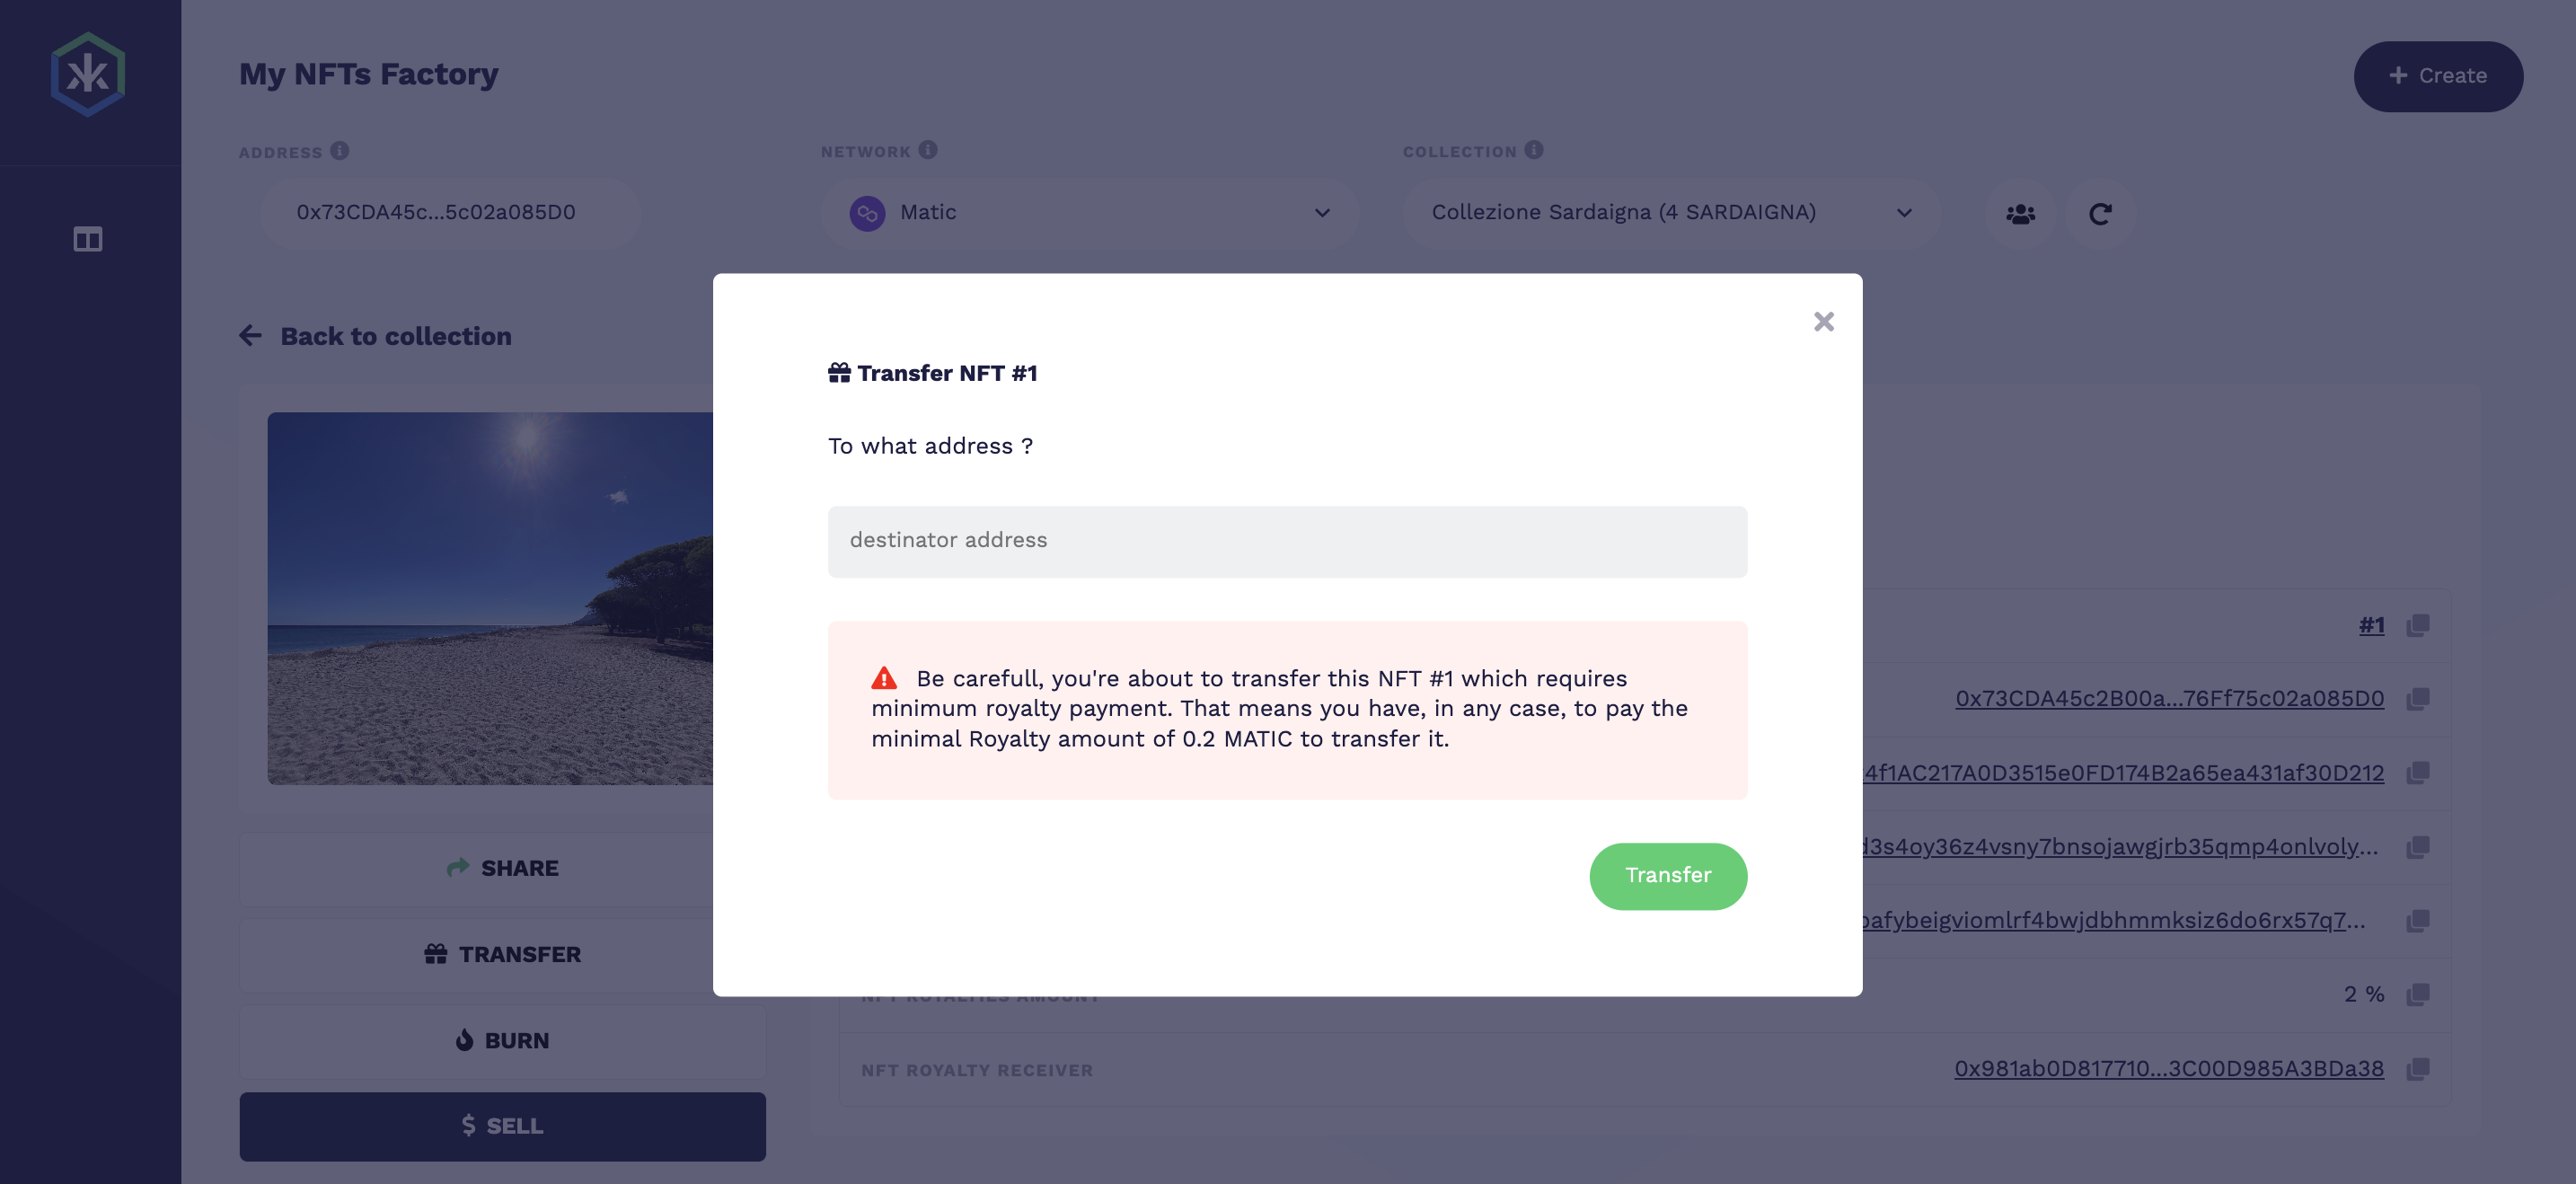 My NFTs Factory
+ Create
ADDRESS
NETWORK
COLLECTION
0x73CDA45c...5c02a085D0
Matic
Collezione Sardaigna (4 SARDAIGNA)
Back to collection
Transfer NFT #1
To what address ?
destinator address
Be carefull, you're about to transfer this NFT #1 which requires
minimum royalty payment. That means you have, in any case, to pay the
minimal Royalty amount of 0.2 MATIC to transfer it.
Transfer
#1
0x73CDA45c2B00a...76Ff75c02a085D0
4f1AC217A0D3515e0FD174B2a65ea431af30D212
d3s4oy36z4vsny7bnsojawgjrb35qmp4onlvoly...
bafybeigviomlrf4bwjdbhmmksiz6do6rx57q7...
NFT ROYALTIES AMOUNT
2 %
NFT ROYALTY RECEIVER
0x981ab0D817710...3C00D985A3BDa38
SHARE
TRANSFER
BURN
$ SELL